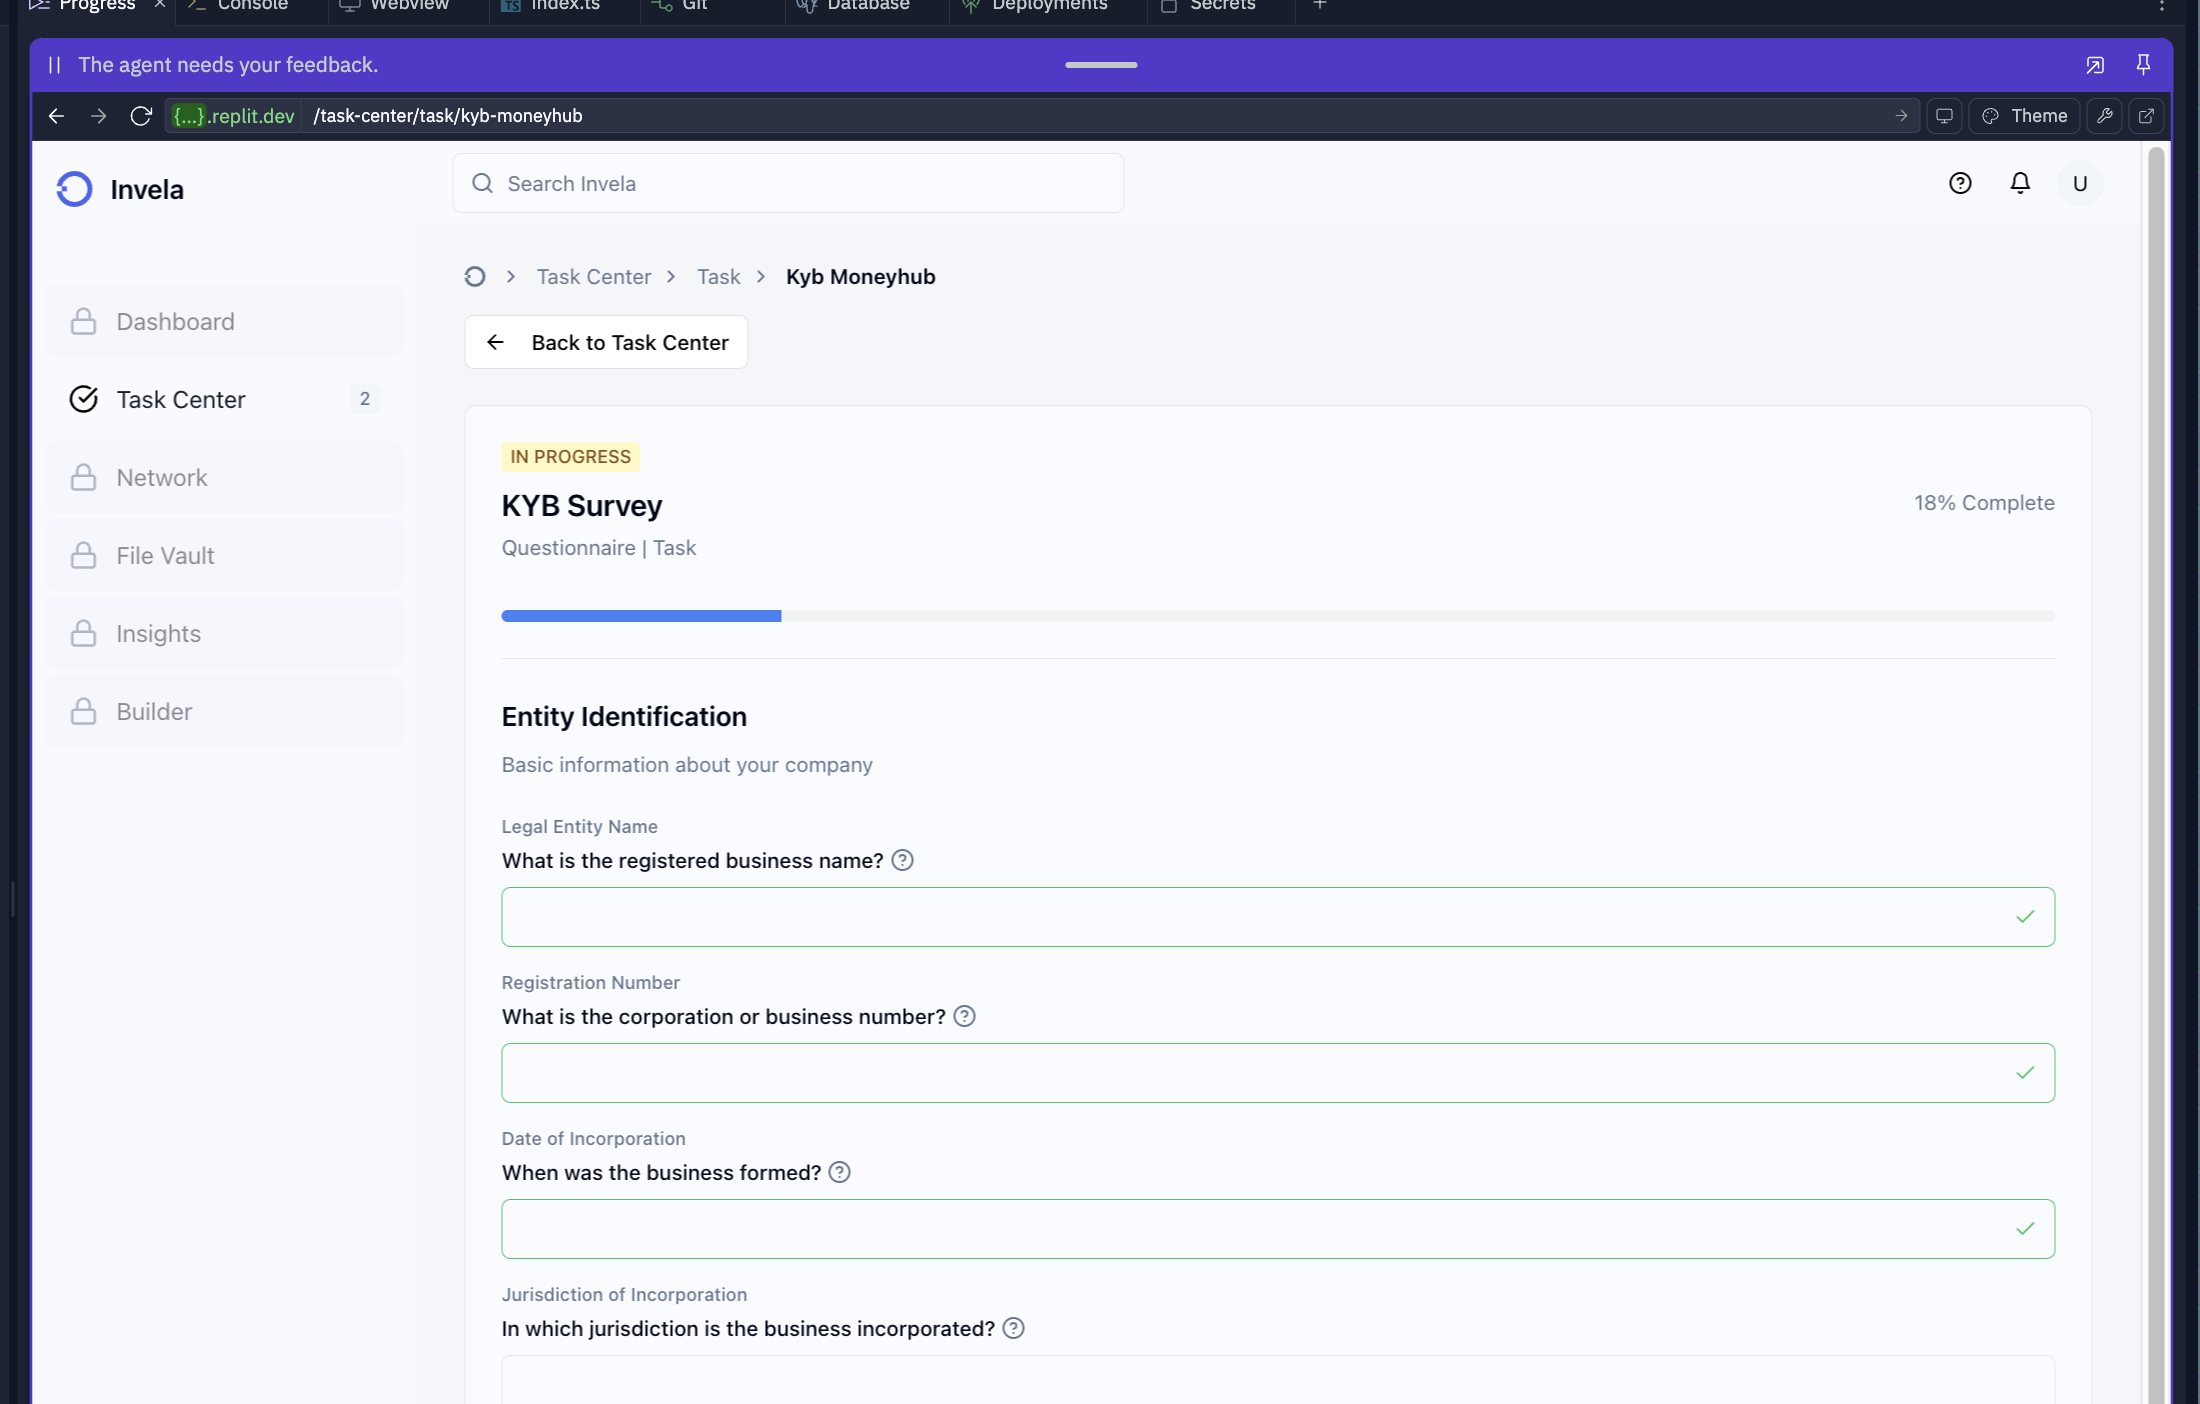 Progress
Console
Webview
TS
Index.ts
Git
Database
Deployments
Secrets
The agent needs your feedback.
{...}.replit.dev
/task-center/task/kyb-moneyhub
Theme
Invela
Search Invela
U
Task Center
Task
Kyb Moneyhub
Back to Task Center
Dashboard
Task Center
2
Network
File Vault
Insights
Builder
IN PROGRESS
KYB Survey
18% Complete
Questionnaire | Task
Entity Identification
Basic information about your company
Legal Entity Name
What is the registered business name?
Registration Number
What is the corporation or business number?
Date of Incorporation
When was the business formed?
Jurisdiction of Incorporation
In which jurisdiction is the business incorporated?